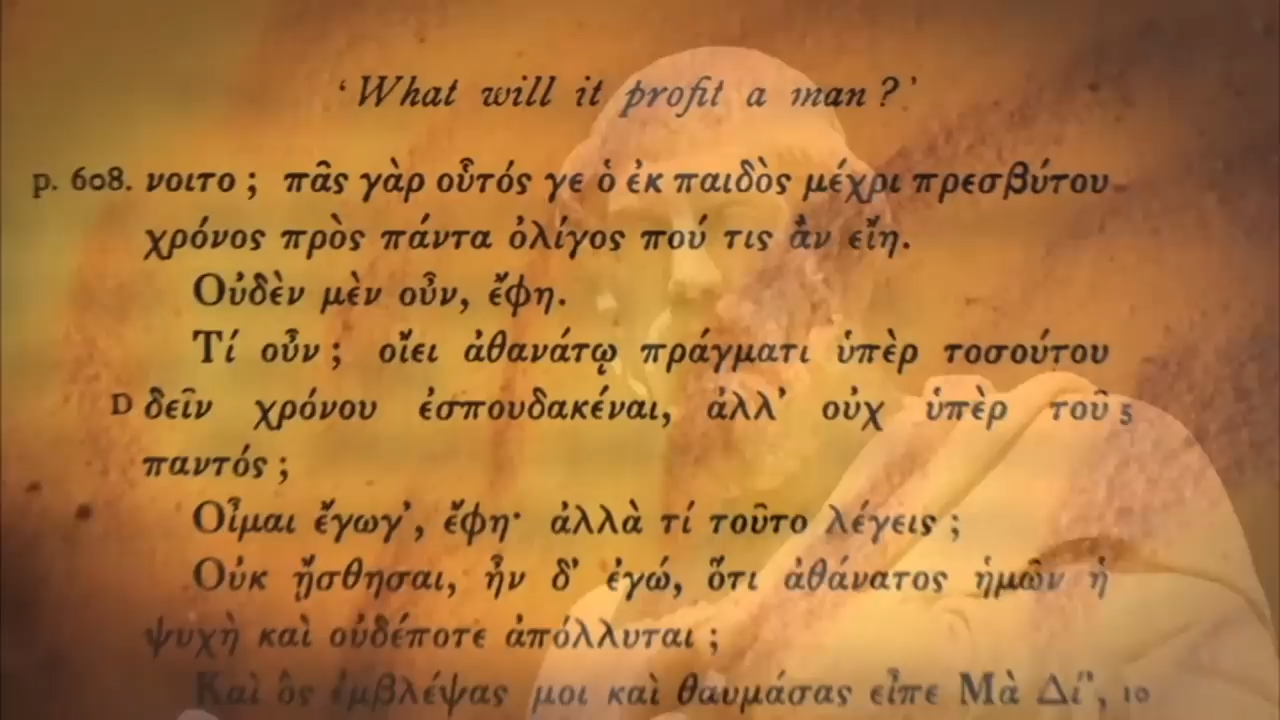 ‘What will it profit a man?’
p. 608. νοιτο; πᾶς γὰρ οὗτός γε ὁ ἐκ παιδὸς μέχρι πρεσβύτου
χρόνος πρὸς πάντα ὀλίγος πού τις ἂν εἴη.
Οὐδὲν μὲν οὖν, ἔφη.
Τί οὖν; οἴει ἀθανάτῳ πράγματι ὑπὲρ τοσούτου
D δεῖν χρόνου ἐσπουδακέναι, ἀλλ’ οὐχ ὑπὲρ τοῦ 5
παντός;
Οἶμαι ἔγωγ’, ἔφη· ἀλλὰ τί τοῦτο λέγεις;
Οὐκ ᾔσθησαι, ἦν δ’ ἐγώ, ὅτι ἀθάνατος ἡμῶν ἡ
ψυχὴ καὶ οὐδέποτε ἀπόλλυται;
Καὶ ὃς ἐμβλέψας μοι καὶ θαυμάσας εἶπε Μὰ Δί’, 10